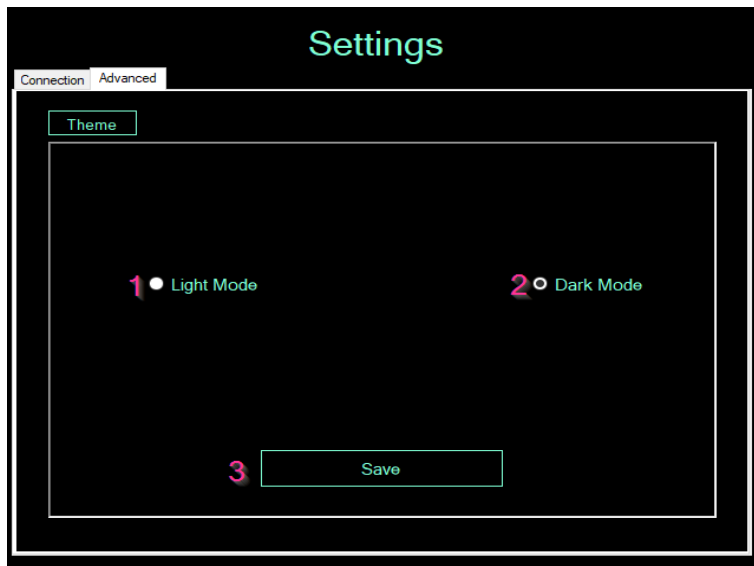 Settings
Connection Advanced
Theme
1 Light Mode 2 Dark Mode
3 Save